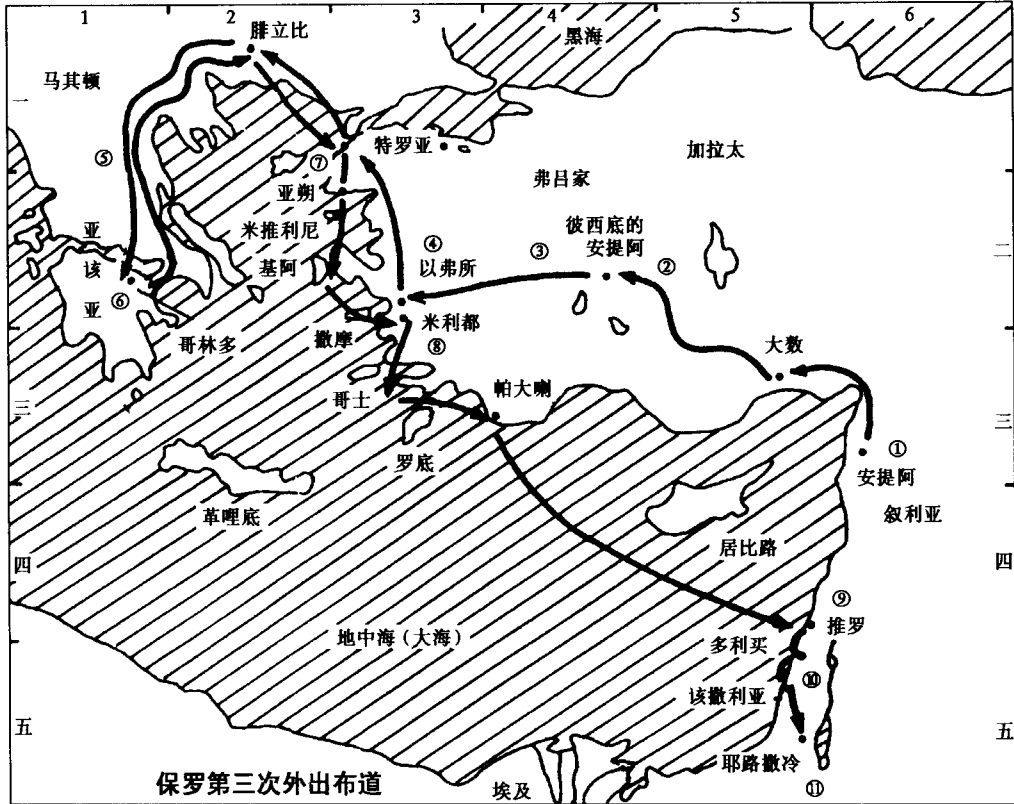 1
2
3
4
5
6
腓立比
黑海
马其顿
一
一
⑤
⑦
特罗亚
加拉太
弗吕家
亚朔
米推利尼
基阿
④
以弗所
③
彼西底的
安提阿
②
二
二
亚
该
亚
⑥
哥林多
撒摩
米利都
⑧
大数
哥士
帕大喇
三
三
罗底
①
安提阿
叙利亚
革哩底
居比路
四
四
⑨
推罗
地中海(大海)
多利买
⑩
该撒利亚
五
五
耶路撒冷
⑪
埃及
保罗第三次外出布道